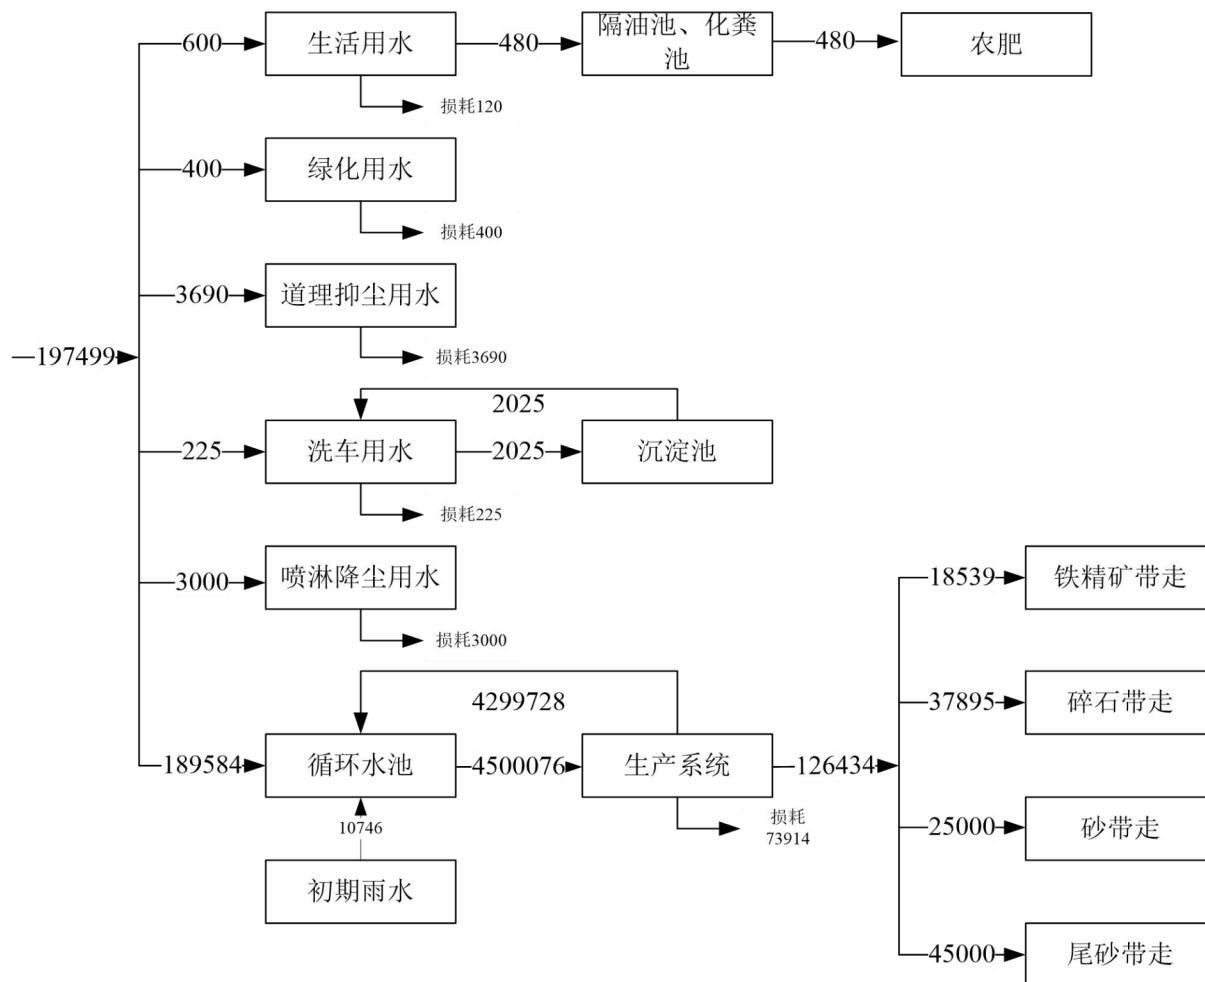 600
生活用水
480
隔油池、化粪
池
480
农肥
损耗120
400
绿化用水
损耗400
3690
道理抑尘用水
损耗3690
197499
2025
225
洗车用水
2025
沉淀池
损耗225
3000
喷淋降尘用水
损耗3000
18539
铁精矿带走
4299728
37895
碎石带走
189584
循环水池
4500076
生产系统
126434
损耗
73914
10746
25000
砂带走
初期雨水
45000
尾砂带走